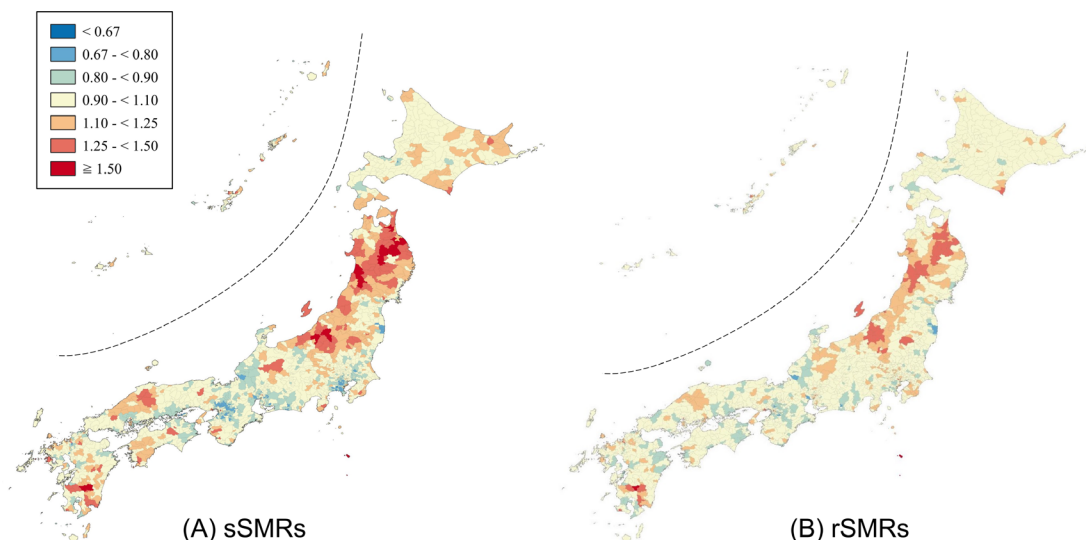 < 0.67
0.67 - < 0.80
0.80 - < 0.90
0.90 - < 1.10
1.10 - < 1.25
1.25 - < 1.50
≧ 1.50
(A) sSMRs
(B) rSMRs